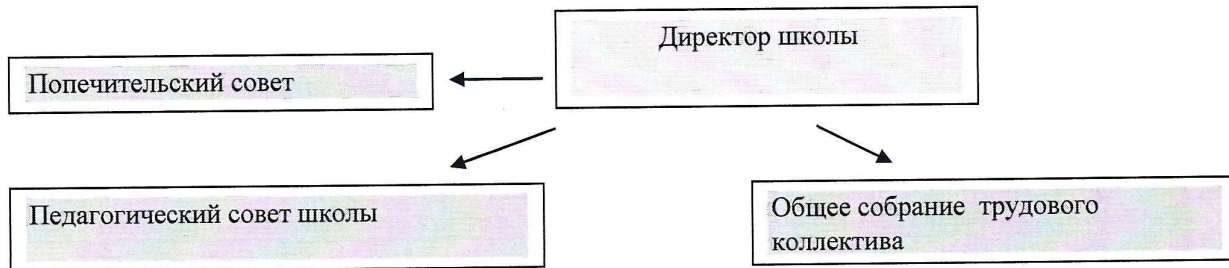 Директор школы
Попечительский совет
Педагогический совет школы
Общее собрание трудового
коллектива